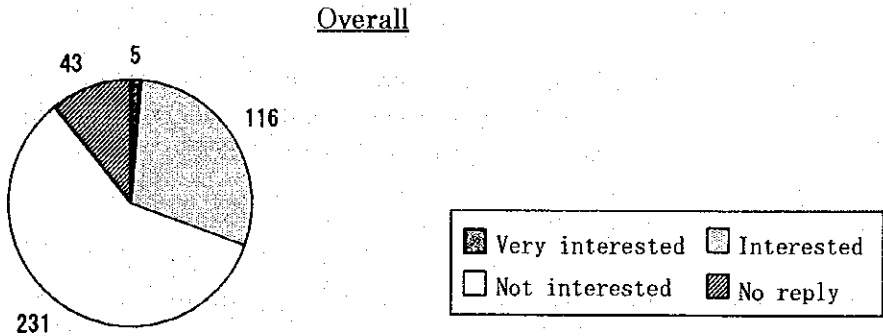 Overall
5
43
116
231
Very interested
Interested
Not interested
No reply